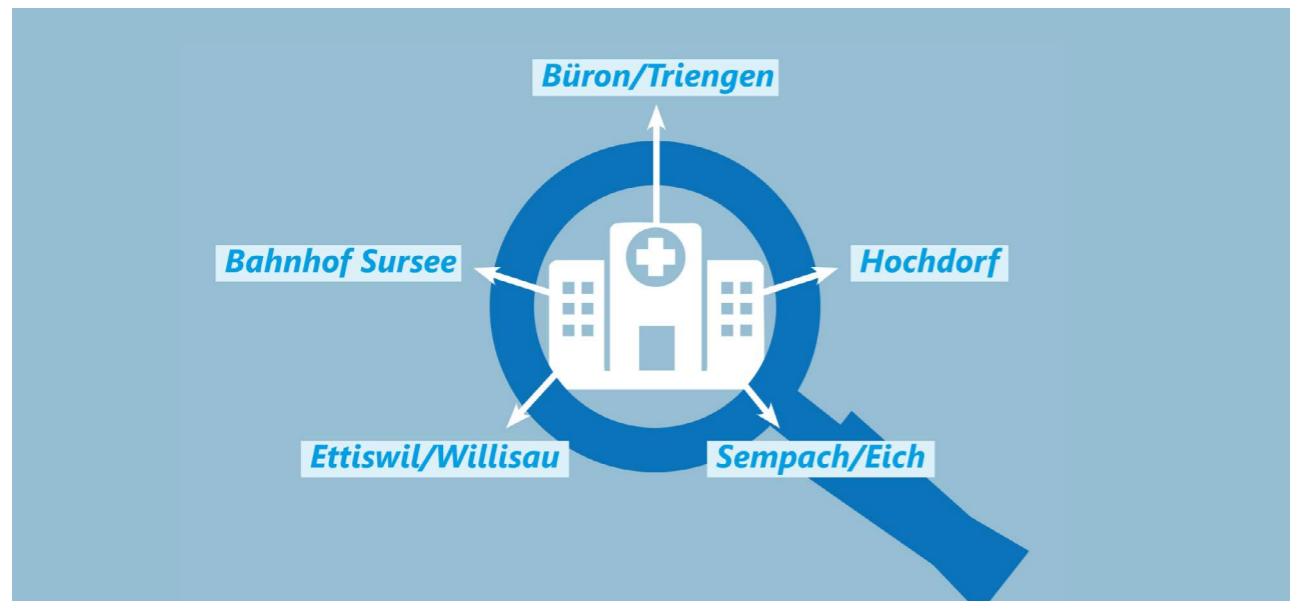 Büron/Triengen
Bahnhof Sursee
Hochdorf
Ettiswil/Willisau
Sempach/Eich